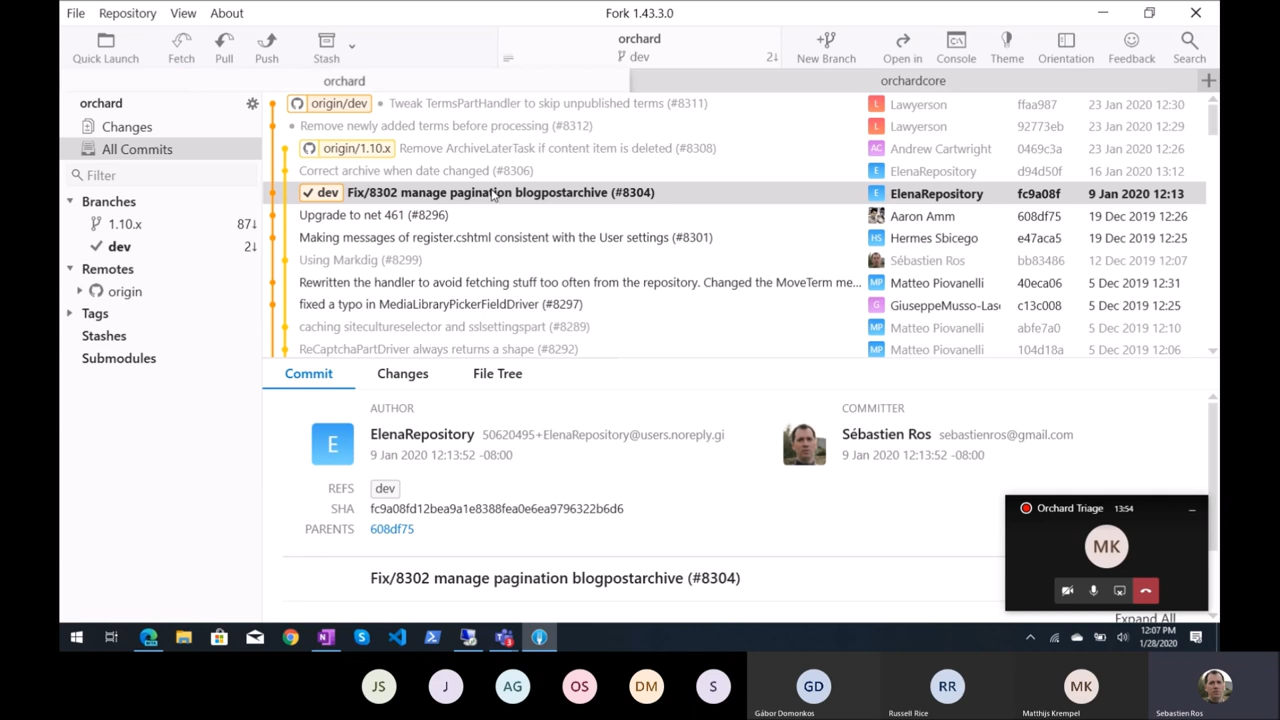 File Repository View About Fork 1.43.3.0
Quick Launch Fetch Pull Push Stash orchard dev 2↓ New Branch Open in Console Theme Orientation Feedback Search
orchard orchardcore
orchard
Changes
All Commits
Filter
Branches
1.10.x 87↓
dev 2↓
Remotes
origin
Tags
Stashes
Submodules
origin/dev Tweak TermsPartHandler to skip unpublished terms (#8311) Lawyerson ffaa987 23 Jan 2020 12:30
Remove newly added terms before processing (#8312) Lawyerson 92773eb 23 Jan 2020 12:29
origin/1.10.x Remove ArchiveLaterTask if content item is deleted (#8308) AC Andrew Cartwright 0469c3a 23 Jan 2020 12:27
Correct archive when date changed (#8306) E ElenaRepository d94d50f 16 Jan 2020 13:12
dev Fix/8302 manage pagination blogpostarchive (#8304) E ElenaRepository fc9a08f 9 Jan 2020 12:13
Upgrade to net 461 (#8296) Aaron Amm 608df75 19 Dec 2019 12:26
Making messages of register.cshtml consistent with the User settings (#8301) HS Hermes Sbicego e47aca5 19 Dec 2019 12:25
Using Markdig (#8299) Sébastien Ros bb83486 12 Dec 2019 12:07
Rewritten the handler to avoid fetching stuff too often from the repository. Changed the MoveTerm me... MP Matteo Piovanelli 40eca06 5 Dec 2019 12:31
fixed a typo in MediaLibraryPickerFieldDriver (#8297) G GiuseppeMusso-Las c13c008 5 Dec 2019 12:25
caching sitecultureselector and sslsettingspart (#8289) MP Matteo Piovanelli abfe7a0 5 Dec 2019 12:10
ReCaptchaPartDriver always returns a shape (#8292) MP Matteo Piovanelli 104d18a 5 Dec 2019 12:06
Commit Changes File Tree
AUTHOR COMMITTER
E ElenaRepository 50620495+ElenaRepository@users.noreply.gi Sébastien Ros sebastienros@gmail.com
9 Jan 2020 12:13:52 -08:00 9 Jan 2020 12:13:52 -08:00
REFS dev
SHA fc9a08fd12bea9a1e8388fea0e6ea9796322b6d6
PARENTS 608df75
Fix/8302 manage pagination blogpostarchive (#8304)
Expand All
Orchard Triage 13:54
MK
12:07 PM
1/28/2020
JS J AG OS DM S GD RR MK
Gábor Domonkos Russell Rice Matthijs Krempel Sebastien Ros